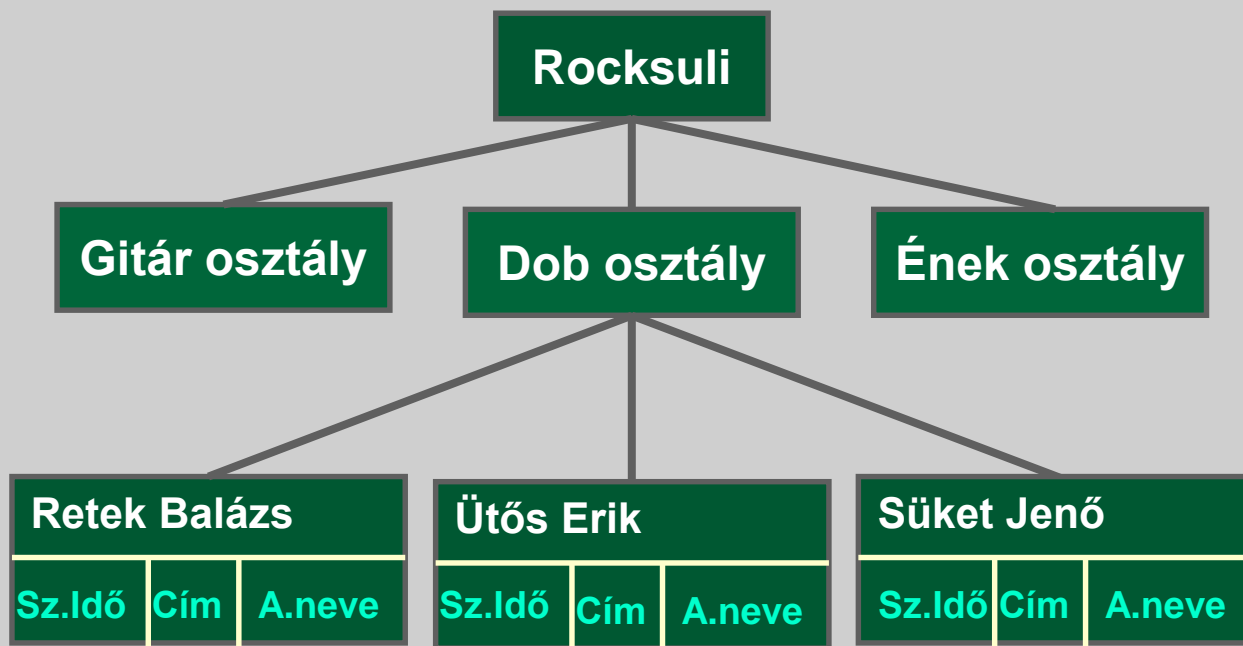 Rocksuli
Gitár osztály
Dob osztály
Ének osztály
Retek Balázs
Sz.Idő Cím A.neve
Ütős Erik
Sz.Idő Cím A.neve
Süket Jenő
Sz.Idő Cím A.neve